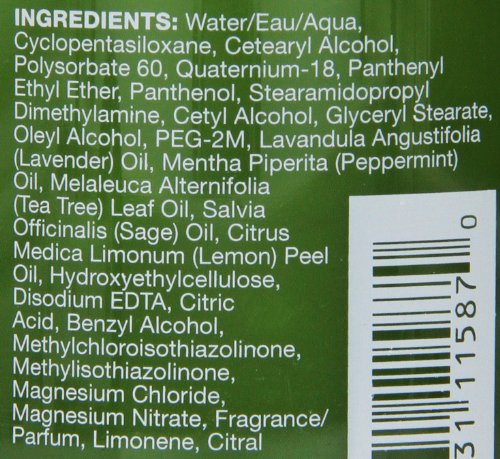 INGREDIENTS: Water/Eau/Aqua,
Cyclopentasiloxane, Cetearyl Alcohol,
Polysorbate 60, Quaternium-18, Panthenyl
Ethyl Ether, Panthenol, Stearamidopropyl
Dimethylamine, Cetyl Alcohol, Glyceryl Stearate,
Oleyl Alcohol, PEG-2M, Lavandula Angustifolia
(Lavender) Oil, Mentha Piperita (Peppermint)
Oil, Melaleuca Alternifolia
(Tea Tree) Leaf Oil, Salvia
Officinalis (Sage) Oil, Citrus
Medica Limonum (Lemon) Peel
Oil, Hydroxyethylcellulose,
Disodium EDTA, Citric
Acid, Benzyl Alcohol,
Methylchloroisothiazolinone,
Methylisothiazolinone,
Magnesium Chloride,
Magnesium Nitrate, Fragrance/
Parfum, Limonene, Citral
31 11587 0